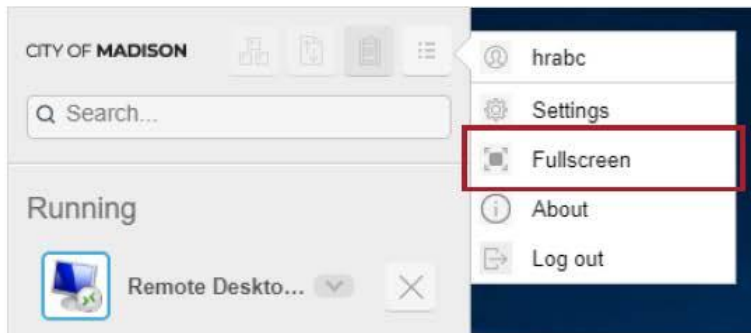 CITY OF MADISON
Search...
Running
Remote Deskto...
hrabc
Settings
Fullscreen
About
Log out